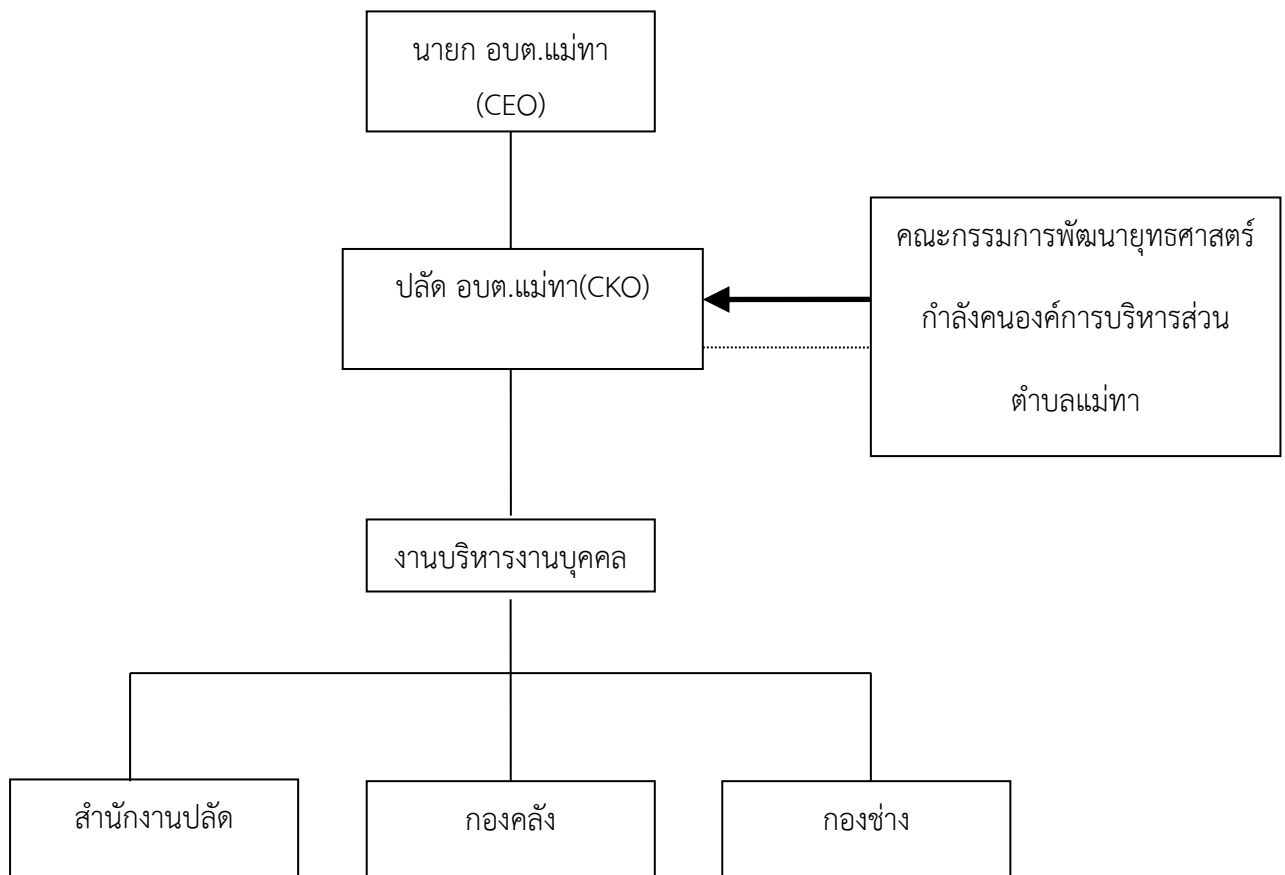 นายก อบต.แม่ทา
(CEO)
ปลัด อบต.แม่ทา(CKO)
คณะกรรมการพัฒนายุทธศาสตร์
กำลังคนองค์การบริหารส่วน
ตำบลแม่ทา
งานบริหารงานบุคคล
สำนักงานปลัด
กองคลัง
กองช่าง